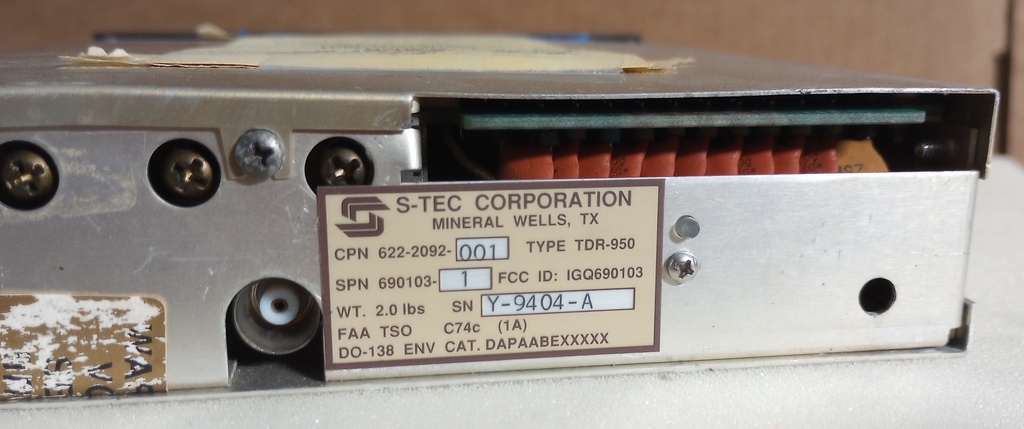 S-TEC CORPORATION
MINERAL WELLS, TX
CPN 622-2092-001 TYPE TDR-950
SPN 690103-1 FCC ID: IGQ690103
WT. 2.0 lbs SN Y-9404-A
FAA TSO C74c (1A)
DO-138 ENV CAT. DAPAABEXXXXX